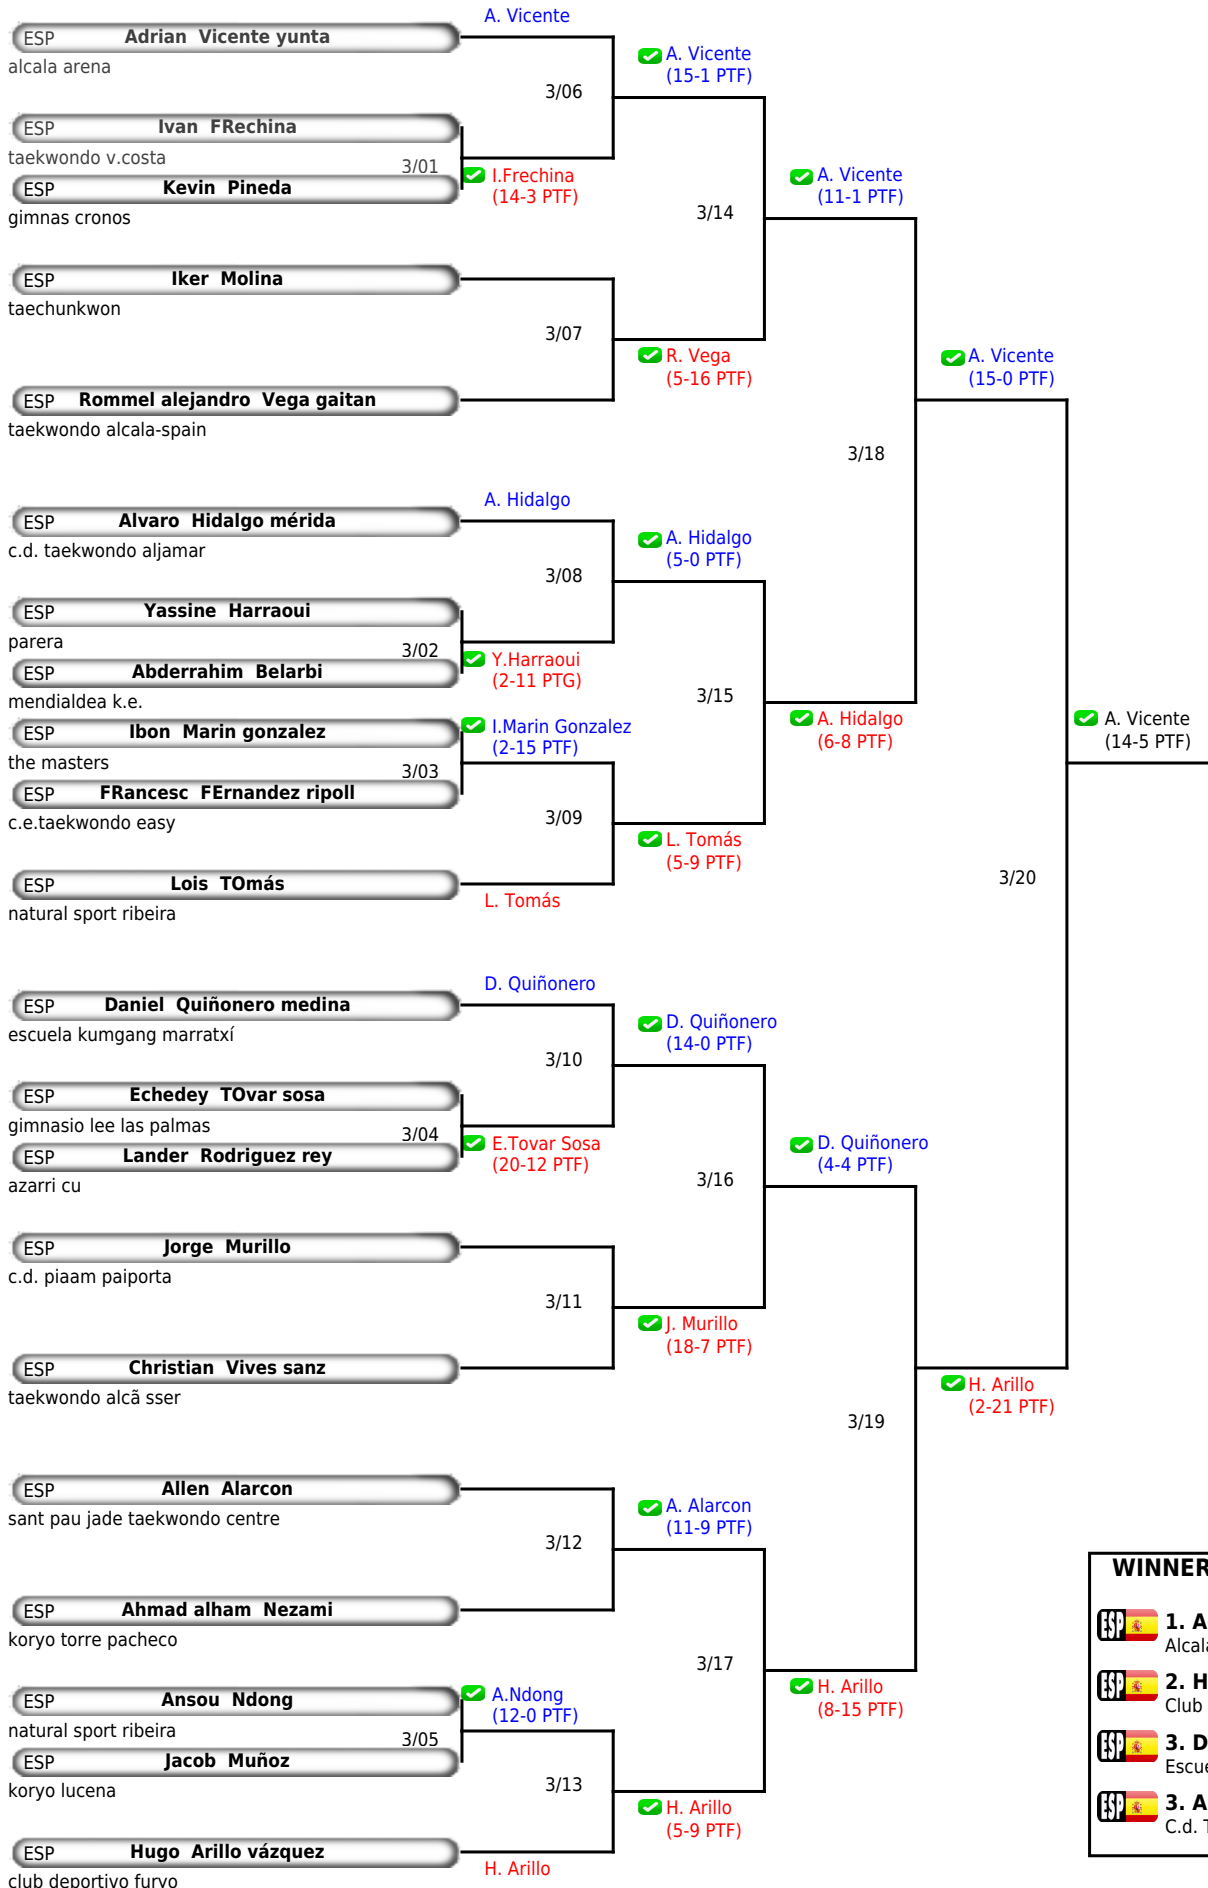 A. Vicente
ESP Adrian Vicente yunta
alcala arena
3/06
A. Vicente
(15-1 PTF)
ESP Ivan FRechina
taekwondo v.costa
3/01
ESP Kevin Pineda
gimnas cronos
I.Frechina
(14-3 PTF)
3/14
A. Vicente
(11-1 PTF)
ESP Iker Molina
taechunkwon
3/07
R. Vega
(5-16 PTF)
ESP Rommel alejandro Vega gaitan
taekwondo alcala-spain
A. Vicente
(15-0 PTF)
3/18
A. Hidalgo
ESP Alvaro Hidalgo mérida
c.d. taekwondo aljamar
3/08
A. Hidalgo
(5-0 PTF)
ESP Yassine Harraoui
parera
3/02
ESP Abderrahim Belarbi
mendialdea k.e.
Y.Harraoui
(2-11 PTG)
3/15
ESP Ibon Marin gonzalez
the masters
3/03
I.Marin Gonzalez
(2-15 PTF)
A. Hidalgo
(6-8 PTF)
A. Vicente
(14-5 PTF)
ESP FRancesc FErnandez ripoll
c.e.taekwondo easy
3/09
L. Tomás
(5-9 PTF)
ESP Lois TOmás
natural sport ribeira
L. Tomás
3/20
D. Quiñonero
ESP Daniel Quiñonero medina
escuela kumgang marratxí
3/10
D. Quiñonero
(14-0 PTF)
ESP Echedey TOvar sosa
gimnasio lee las palmas
3/04
ESP Lander Rodriguez rey
azarri cu
E.Tovar Sosa
(20-12 PTF)
3/16
D. Quiñonero
(4-4 PTF)
ESP Jorge Murillo
c.d. piaam paiporta
3/11
J. Murillo
(18-7 PTF)
ESP Christian Vives sanz
taekwondo alcã sser
H. Arillo
(2-21 PTF)
3/19
ESP Allen Alarcon
sant pau jade taekwondo centre
3/12
A. Alarcon
(11-9 PTF)
ESP Ahmad alham Nezami
koryo torre pacheco
3/17
ESP Ansou Ndong
natural sport ribeira
3/05
A.Ndong
(12-0 PTF)
H. Arillo
(8-15 PTF)
ESP Jacob Muñoz
koryo lucena
3/13
H. Arillo
(5-9 PTF)
ESP Hugo Arillo vázquez
club deportivo furyo
H. Arillo
WINNER
ESP 1. A
Alcala
ESP 2. H
Club
ESP 3. D
Escue
ESP 3. A
C.d. T